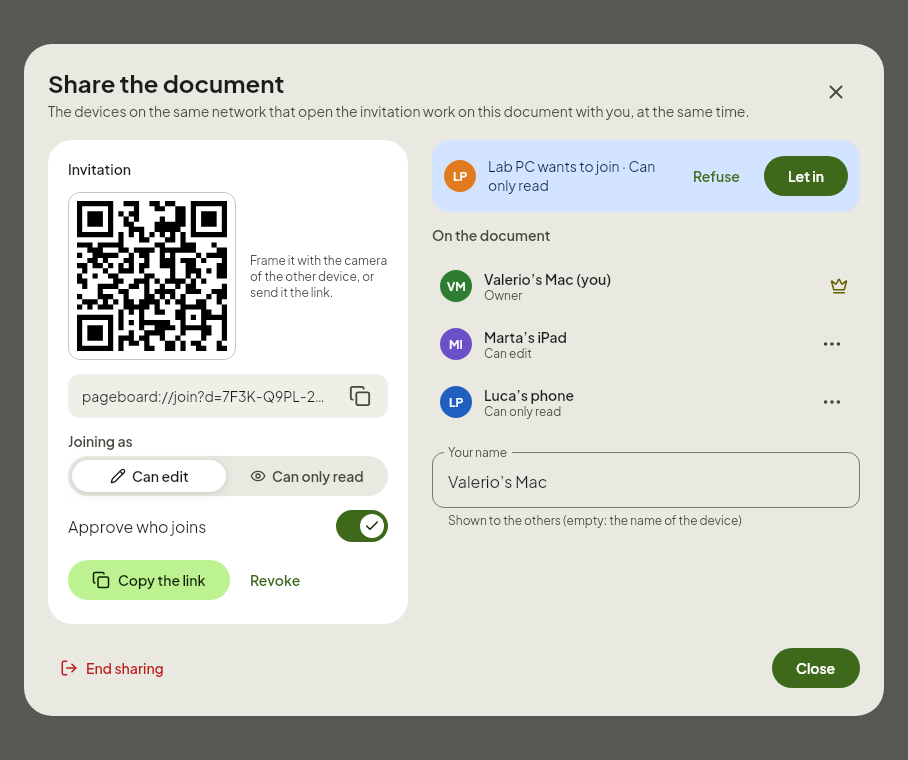 Share the document
The devices on the same network that open the invitation work on this document with you, at the same time.
Invitation
Frame it with the camera
of the other device, or
send it the link.
pageboard://join?d=7F3K-Q9PL-2…
Joining as
Can edit
Can only read
Approve who joins
Copy the link
Revoke
LP
Lab PC wants to join · Can
only read
Refuse
Let in
On the document
VM
Valerio’s Mac (you)
Owner
MI
Marta’s iPad
Can edit
LP
Luca’s phone
Can only read
Your name
Valerio’s Mac
Shown to the others (empty: the name of the device)
End sharing
Close